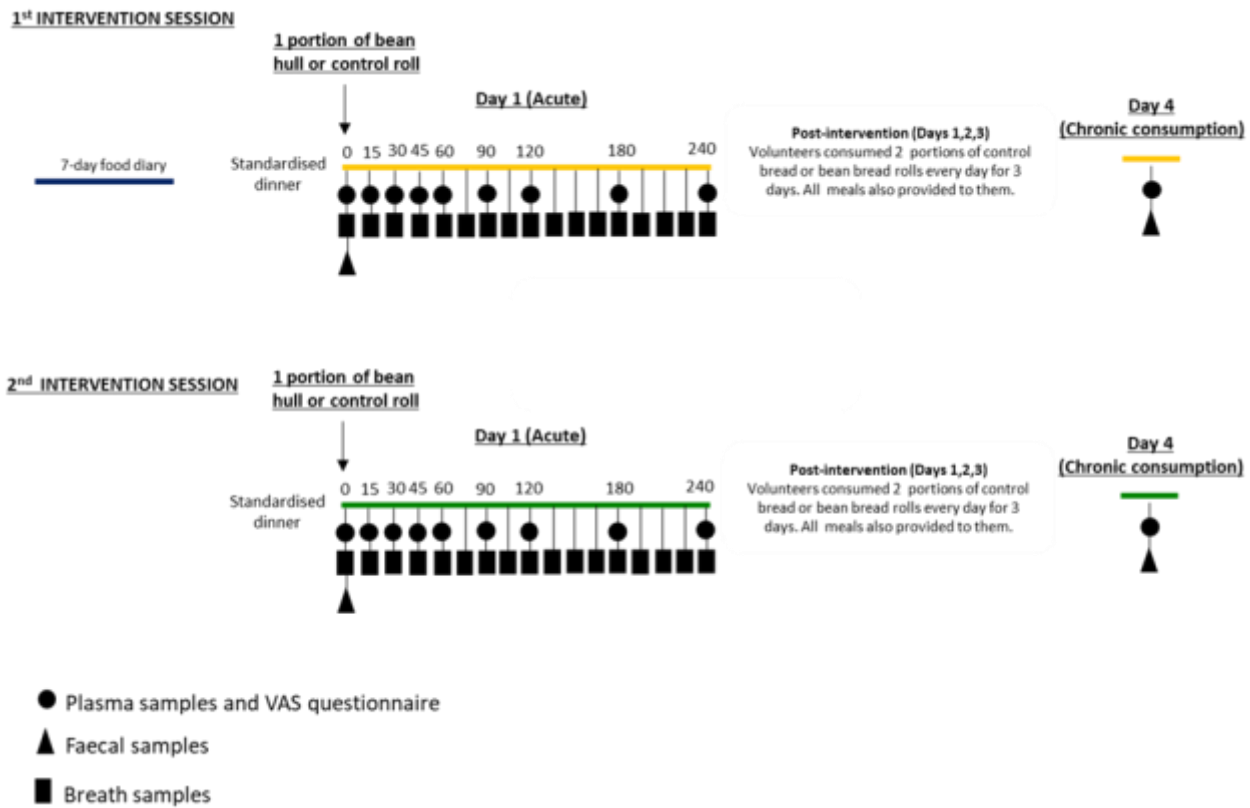 1st INTERVENTION SESSION
1 portion of bean
hull or control roll
Day 1 (Acute)
Day 4
(Chronic consumption)
7-day food diary
Standardised
dinner
0 15 30 45 60 90 120 180 240
Post-intervention (Days 1,2,3)
Volunteers consumed 2 portions of control
bread or bean bread rolls every day for 3
days. All meals also provided to them.
2nd INTERVENTION SESSION
1 portion of bean
hull or control roll
Day 1 (Acute)
Day 4
(Chronic consumption)
Standardised
dinner
0 15 30 45 60 90 120 180 240
Post-intervention (Days 1,2,3)
Volunteers consumed 2 portions of control
bread or bean bread rolls every day for 3
days. All meals also provided to them.
Plasma samples and VAS questionnaire
Faecal samples
Breath samples